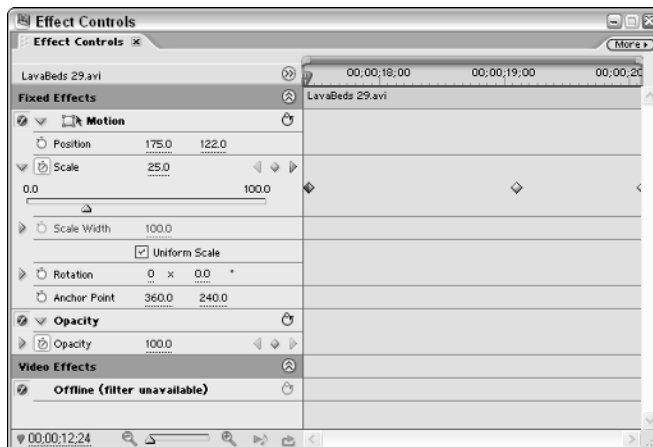 Effect Controls
Effect Controls x
More
LavaBeds 29.avi
00;00;18;00 00;00;19;00 00;00;20
Fixed Effects
LavaBeds 29.avi
Motion
Position 175.0 122.0
Scale 25.0
0.0 100.0
Scale Width 100.0
Uniform Scale
Rotation 0 x 0.0 °
Anchor Point 360.0 240.0
Opacity
Opacity 100.0
Video Effects
Offline (filter unavailable)
00;00;12;24